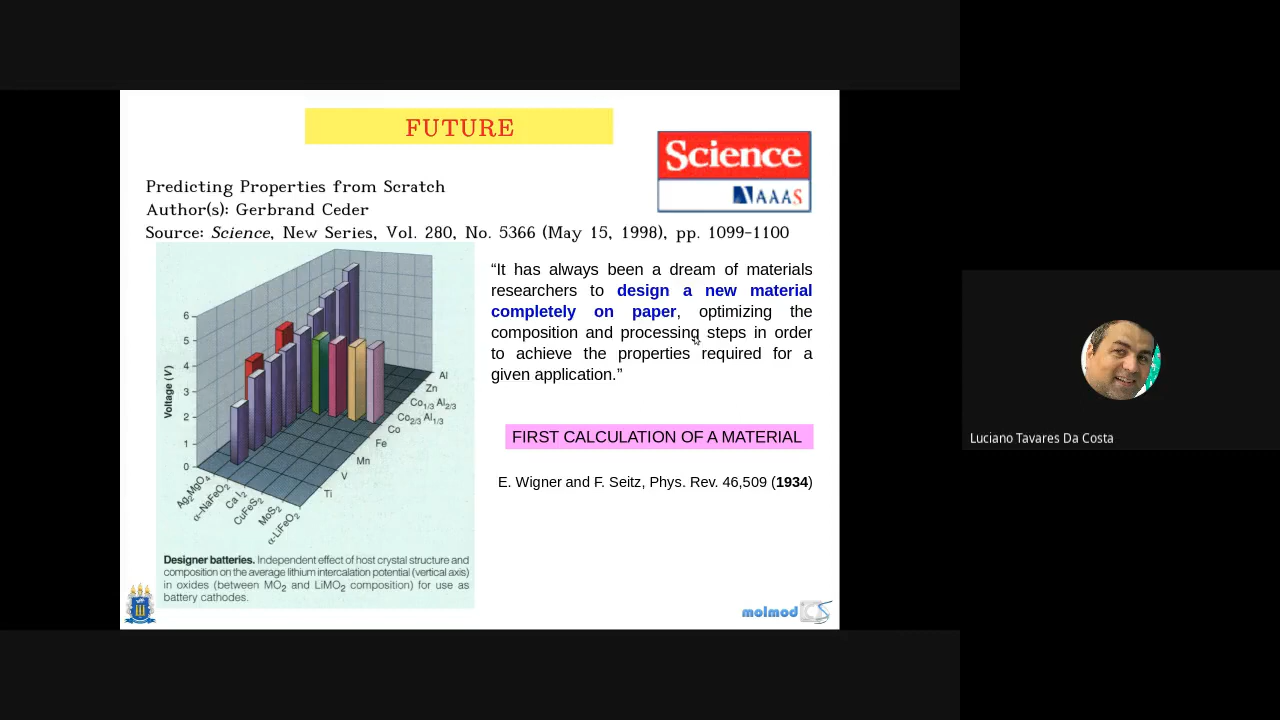 FUTURE
Science
AAAS
Predicting Properties from Scratch
Author(s): Gerbrand Ceder
Source: Science, New Series, Vol. 280, No. 5366 (May 15, 1998), pp. 1099-1100
“It has always been a dream of materials
researchers to design a new material
completely on paper, optimizing the
composition and processing steps in order
to achieve the properties required for a
given application.”
FIRST CALCULATION OF A MATERIAL
E. Wigner and F. Seitz, Phys. Rev. 46,509 (1934)
Voltage (V)
6
5
4
3
2
1
0
Al
Zn
Co1/3 Al2/3
Co2/3 Al1/3
Co
Fe
Mn
V
Ti
Ag2MgO4
α–NaFeO2
Ca I2
CuFeS2
MoS2
α-LiFeO2
Designer batteries. Independent effect of host crystal structure and
composition on the average lithium intercalation potential (vertical axis)
in oxides (between MO2 and LiMO2 composition) for use as
battery cathodes.
molmod CS
Luciano Tavares Da Costa